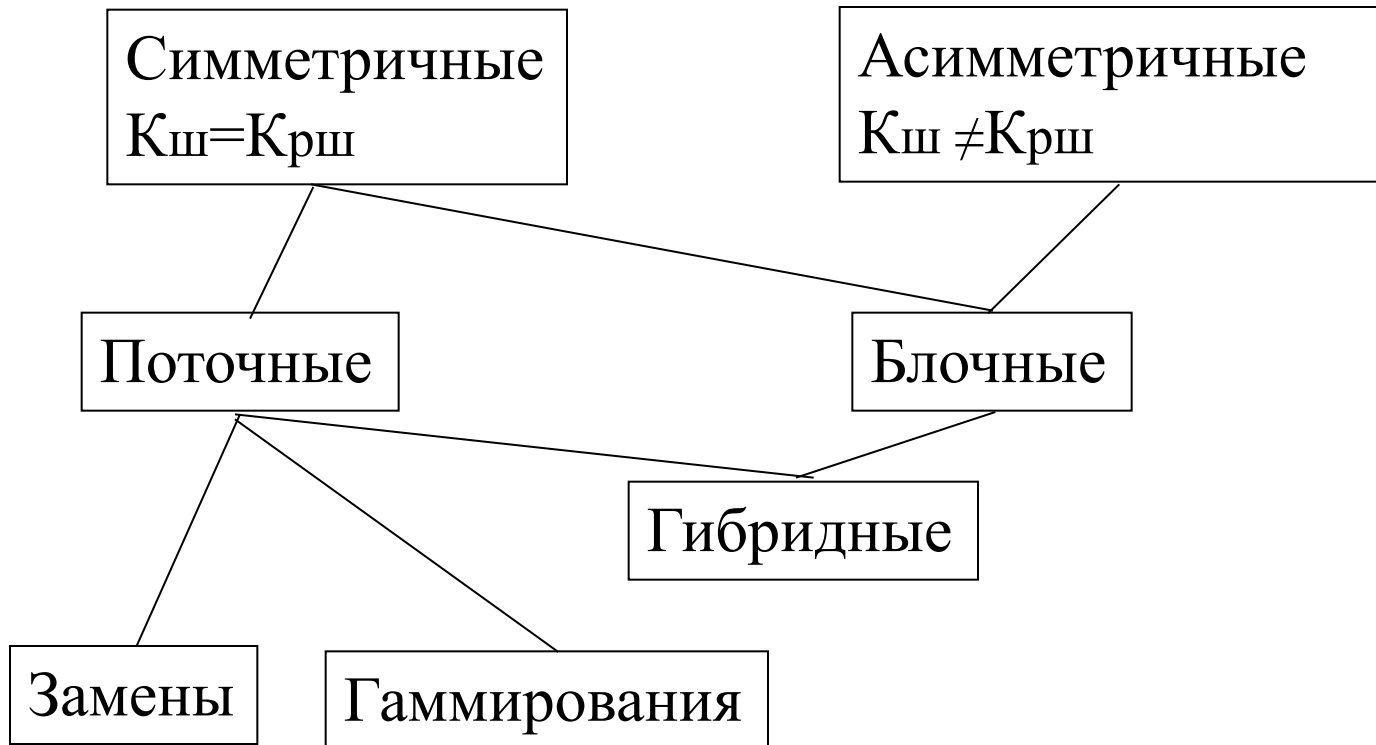 Симметричные
Кш=Крш
Асимметричные
Кш ≠Крш
Поточные
Блочные
Гибридные
Замены
Гаммирования